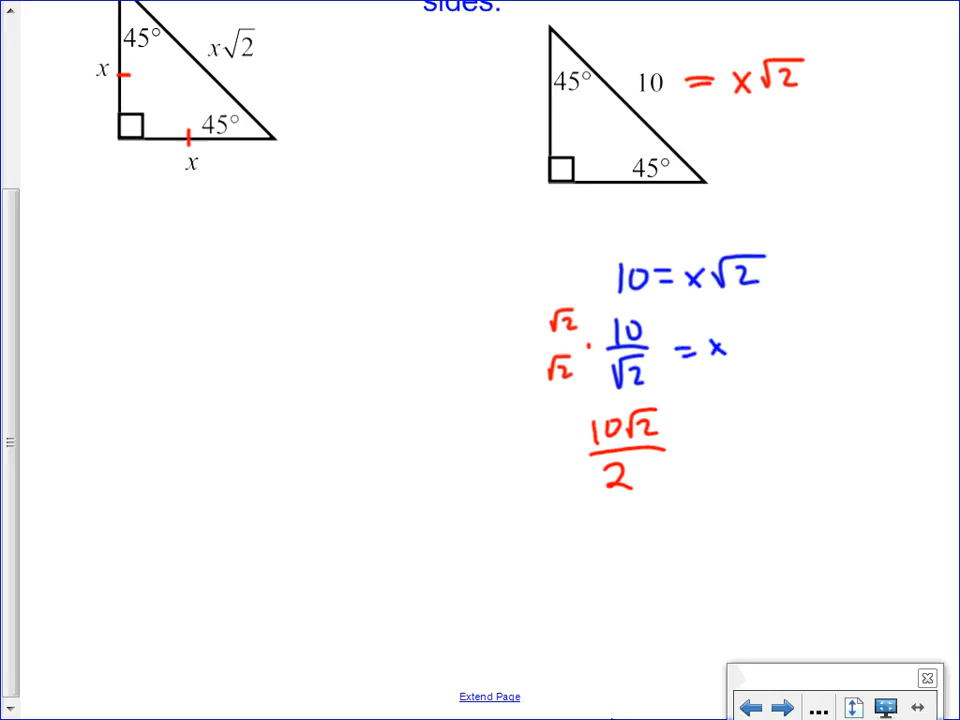 sides.
45°
x√2
x
45°
x
45°
10 = x√2
45°
10 = x√2
√2/√2 · 10/√2 = x
10√2/2
Extend Page
...